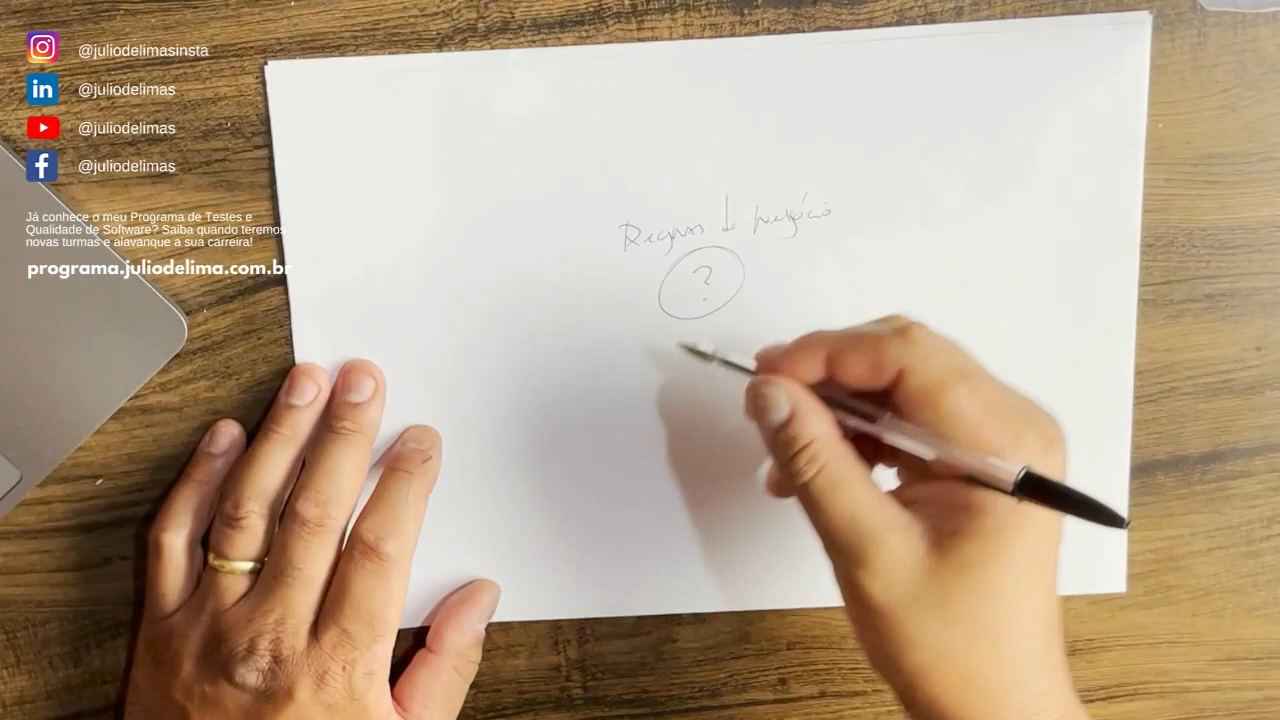 @juliodelimasinsta
@juliodelimas
@juliodelimas
@juliodelimas
Já conhece o meu Programa de Testes e
Qualidade de Software? Saiba quando teremos
novas turmas e alavanque a sua carreira!
programa.juliodelima.com.br
Regras de negócio
?